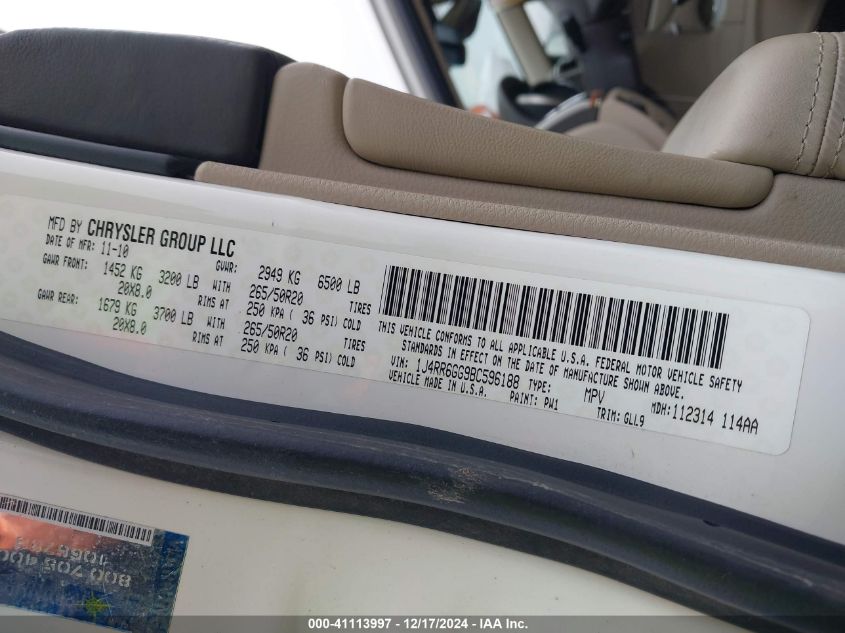 MFD BY CHRYSLER GROUP LLC
DATE OF MFR: 11-10 GVWR: 2949 KG 6500 LB
GAWR FRONT: 1452 KG 3200 LB WITH 265/50R20 TIRES
20X8.0 RIMS AT 250 KPA ( 36 PSI) COLD
GAWR REAR: 1679 KG 3700 LB WITH 265/50R20 TIRES
20X8.0 RIMS AT 250 KPA ( 36 PSI) COLD
THIS VEHICLE CONFORMS TO ALL APPLICABLE U.S.A. FEDERAL MOTOR VEHICLE SAFETY
STANDARDS IN EFFECT ON THE DATE OF MANUFACTURE SHOWN ABOVE.
VIN: 1J4RR6GG9BC596188 TYPE: MPV MDH: 112314 114AA
VEHICLE MADE IN U.S.A. PAINT: PW1 TRIM: GLL9
000-41113997 - 12/17/2024 - IAA Inc.